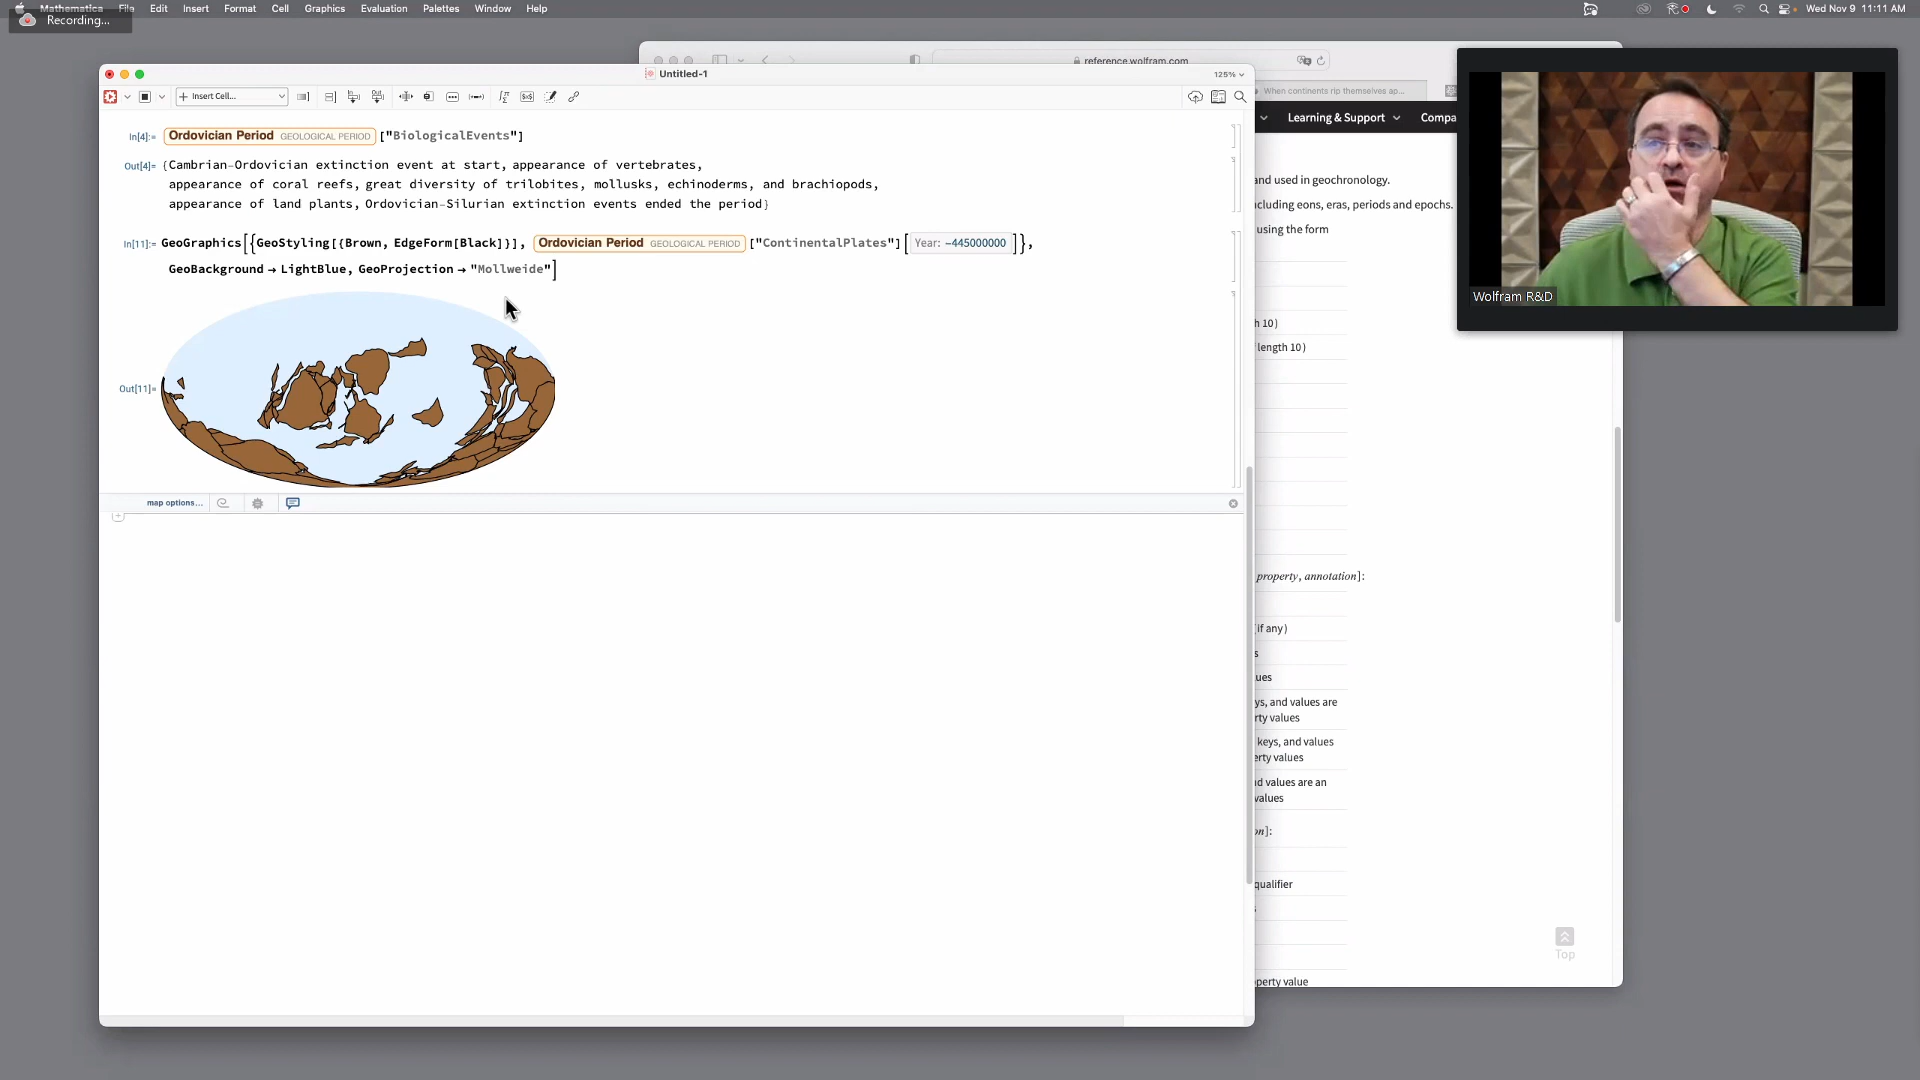 Mathematica File Edit Insert Format Cell Graphics Evaluation Palettes Window Help
Wed Nov 9 11:11 AM
Recording...
reference.wolfram.com
Untitled-1
125%
Insert Cell...
When continents rip themselves ap...
Learning & Support
Compa
In[4]:= Ordovician Period GEOLOGICAL PERIOD ["BiologicalEvents"]
Out[4]= {Cambrian–Ordovician extinction event at start, appearance of vertebrates,
appearance of coral reefs, great diversity of trilobites, mollusks, echinoderms, and brachiopods,
appearance of land plants, Ordovician–Silurian extinction events ended the period}
In[11]:= GeoGraphics[{GeoStyling[{Brown, EdgeForm[Black]}], Ordovician Period GEOLOGICAL PERIOD ["ContinentalPlates"][Year: −445000000]},
GeoBackground → LightBlue, GeoProjection → "Mollweide"]
Out[11]=
map options...
and used in geochronology.
cluding eons, eras, periods and epochs.
using the form
h 10)
length 10)
property, annotation]:
if any)
s
ues
ys, and values are
rty values
keys, and values
erty values
nd values are an
values
on]:
qualifier
s
perty value
Top
Wolfram R&D